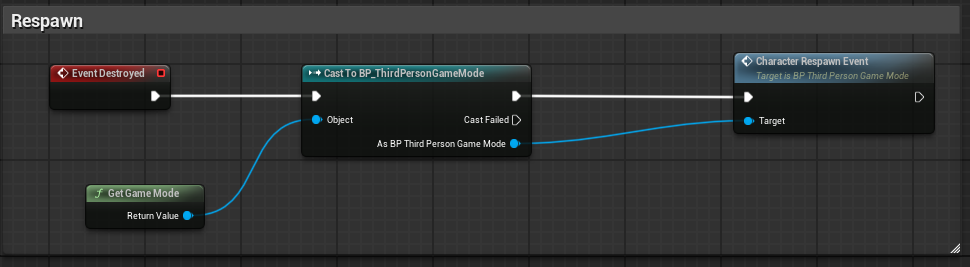 Respawn
Event Destroyed
Cast To BP_ThirdPersonGameMode
Character Respawn Event
Target is BP Third Person Game Mode
Object
Cast Failed
Target
As BP Third Person Game Mode
f Get Game Mode
Return Value